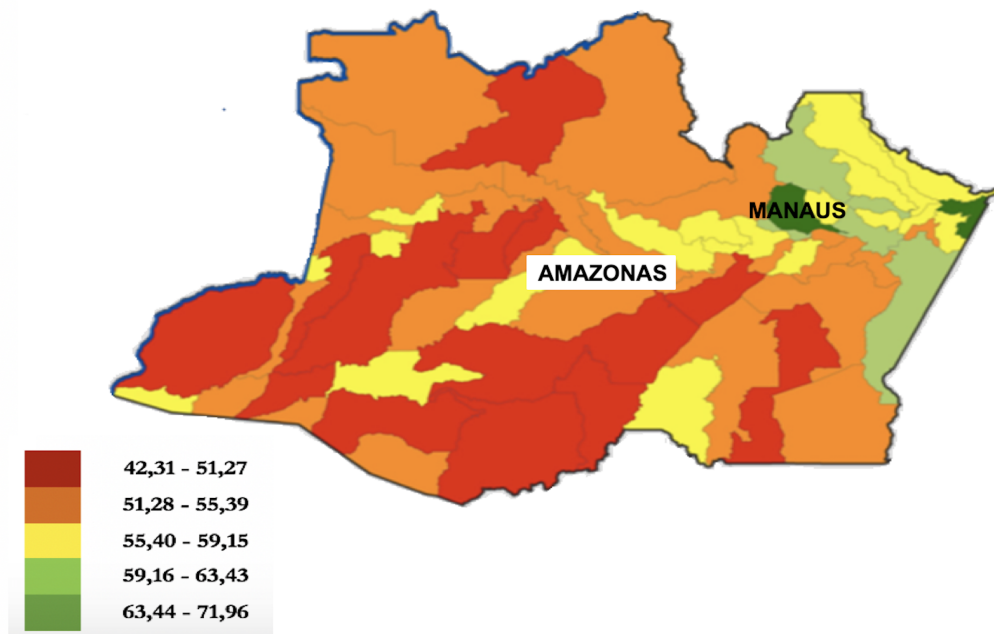 MANAUS
AMAZONAS
42,31 - 51,27
51,28 - 55,39
55,40 - 59,15
59,16 - 63,43
63,44 - 71,96